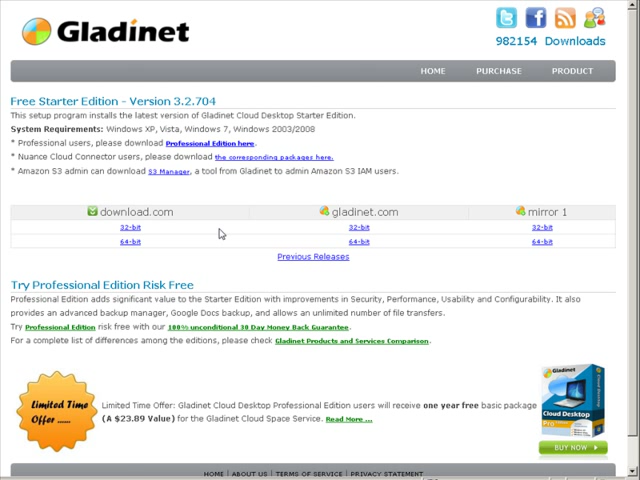 Gladinet
982154 Downloads
HOME PURCHASE PRODUCT
Free Starter Edition - Version 3.2.704
This setup program installs the latest version of Gladinet Cloud Desktop Starter Edition.
System Requirements: Windows XP, Vista, Windows 7, Windows 2003/2008
* Professional users, please download Professional Edition here.
* Nuance Cloud Connector users, please download the corresponding packages here.
* Amazon S3 admin can download S3 Manager, a tool from Gladinet to admin Amazon S3 IAM users.
download.com gladinet.com mirror 1
32-bit 32-bit 32-bit
64-bit 64-bit 64-bit
Previous Releases
Try Professional Edition Risk Free
Professional Edition adds significant value to the Starter Edition with improvements in Security, Performance, Usability and Configurability. It also
provides an advanced backup manager, Google Docs backup, and allows an unlimited number of file transfers.
Try Professional Edition risk free with our 100% unconditional 30 Day Money Back Guarantee.
For a complete list of differences among the editions, please check Gladinet Products and Services Comparison.
Limited Time
Offer ......
Limited Time Offer: Gladinet Cloud Desktop Professional Edition users will receive one year free basic package
(A $23.89 Value) for the Gladinet Cloud Space Service. Read More ...
Gladinet
Cloud Desktop
BUY NOW
HOME | ABOUT US | TERMS OF SERVICE | PRIVACY STATEMENT